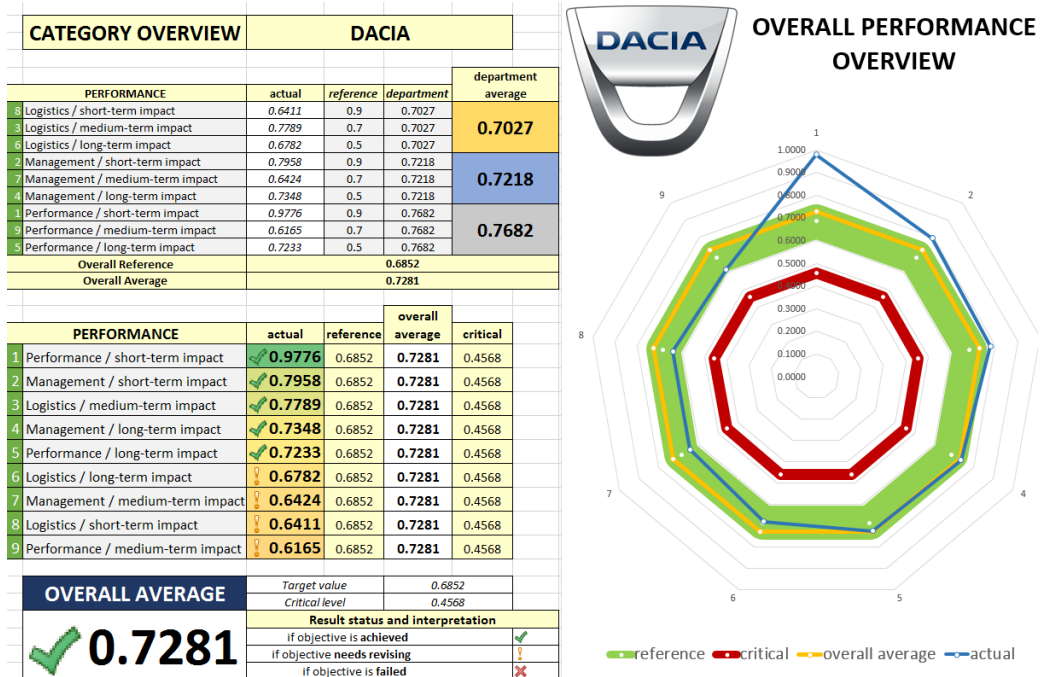 CATEGORY OVERVIEW DACIA
department
PERFORMANCE actual reference department average
8 Logistics / short-term impact 0.6411 0.9 0.7027
3 Logistics / medium-term impact 0.7789 0.7 0.7027 0.7027
6 Logistics / long-term impact 0.6782 0.5 0.7027
2 Management / short-term impact 0.7958 0.9 0.7218
7 Management / medium-term impact 0.6424 0.7 0.7218 0.7218
4 Management / long-term impact 0.7348 0.5 0.7218
1 Performance / short-term impact 0.9776 0.9 0.7682
9 Performance / medium-term impact 0.6165 0.7 0.7682 0.7682
5 Performance / long-term impact 0.7233 0.5 0.7682
Overall Reference 0.6852
Overall Average 0.7281
overall
PERFORMANCE actual reference average critical
1 Performance / short-term impact 0.9776 0.6852 0.7281 0.4568
2 Management / short-term impact 0.7958 0.6852 0.7281 0.4568
3 Logistics / medium-term impact 0.7789 0.6852 0.7281 0.4568
4 Management / long-term impact 0.7348 0.6852 0.7281 0.4568
5 Performance / long-term impact 0.7233 0.6852 0.7281 0.4568
6 Logistics / long-term impact 0.6782 0.6852 0.7281 0.4568
7 Management / medium-term impact 0.6424 0.6852 0.7281 0.4568
8 Logistics / short-term impact 0.6411 0.6852 0.7281 0.4568
9 Performance / medium-term impact 0.6165 0.6852 0.7281 0.4568
OVERALL AVERAGE
0.7281
Target value 0.6852
Critical level 0.4568
Result status and interpretation
if objective is achieved
if objective needs revising
if objective is failed
DACIA
OVERALL PERFORMANCE
OVERVIEW
1
1.0000
0.9000
0.8000
0.7000
0.6000
0.5000
0.4000
0.3000
0.2000
0.1000
0.0000
2
4
5
6
7
8
9
reference critical overall average actual